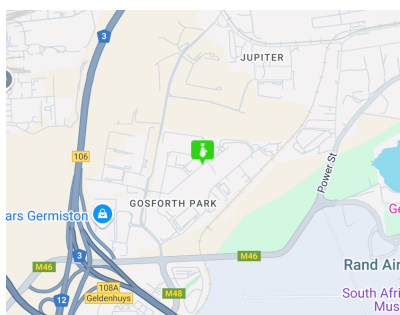 3
JUPITER
106
Power St
GOSFORTH PARK
ars Germiston
Ge
3
M46
M46
Rand Air
108A
Geldenhuys
12
M48
South Afri
Mus